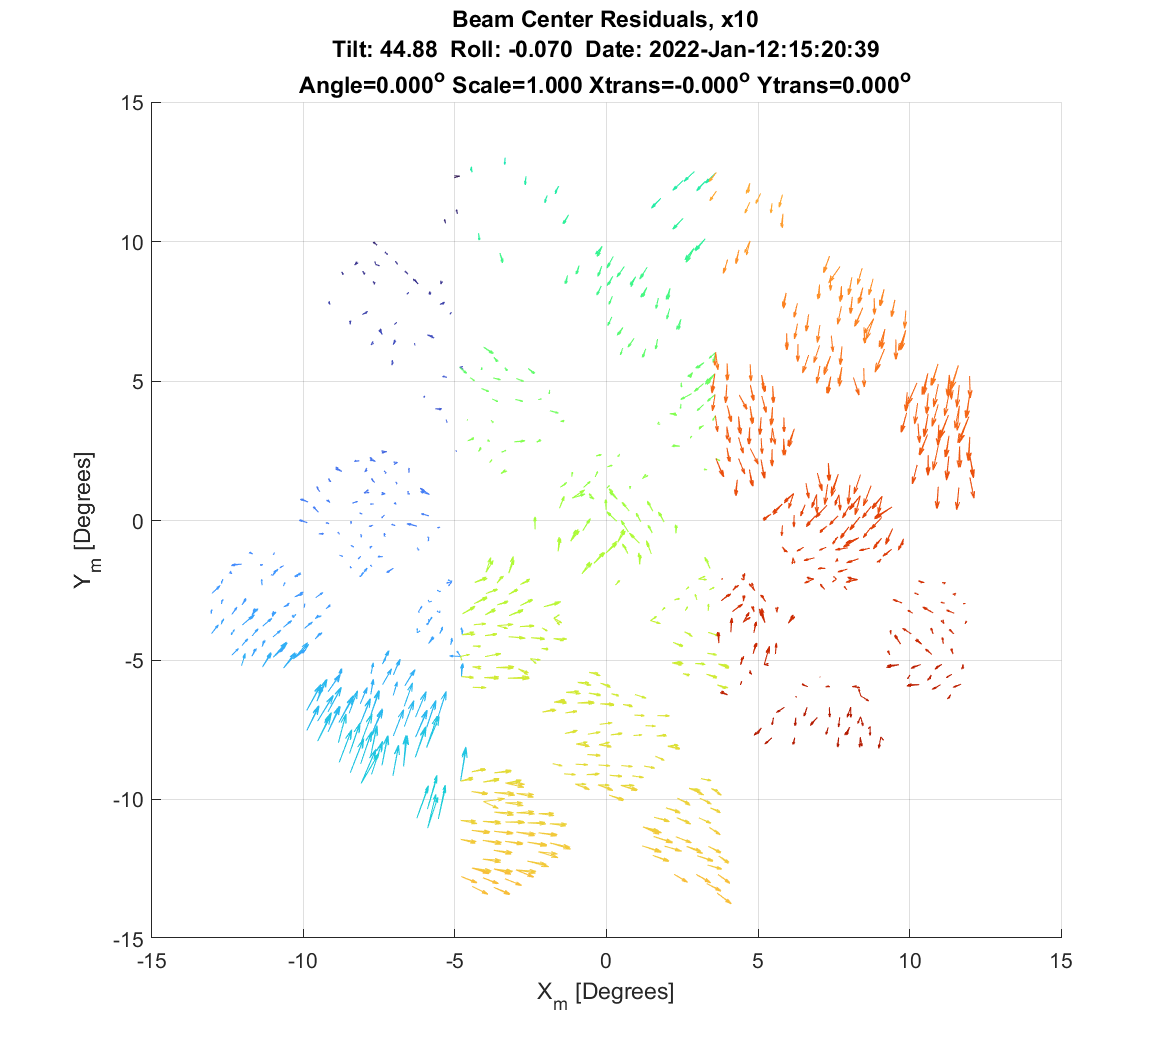 Beam Center Residuals, x10
Tilt: 44.88 Roll: -0.070 Date: 2022-Jan-12:15:20:39
Angle=0.000° Scale=1.000 Xtrans=-0.000° Ytrans=0.000°
15
10
5
0
-5
-10
-15
Y_m [Degrees]
-15 -10 -5 0 5 10 15
X_m [Degrees]